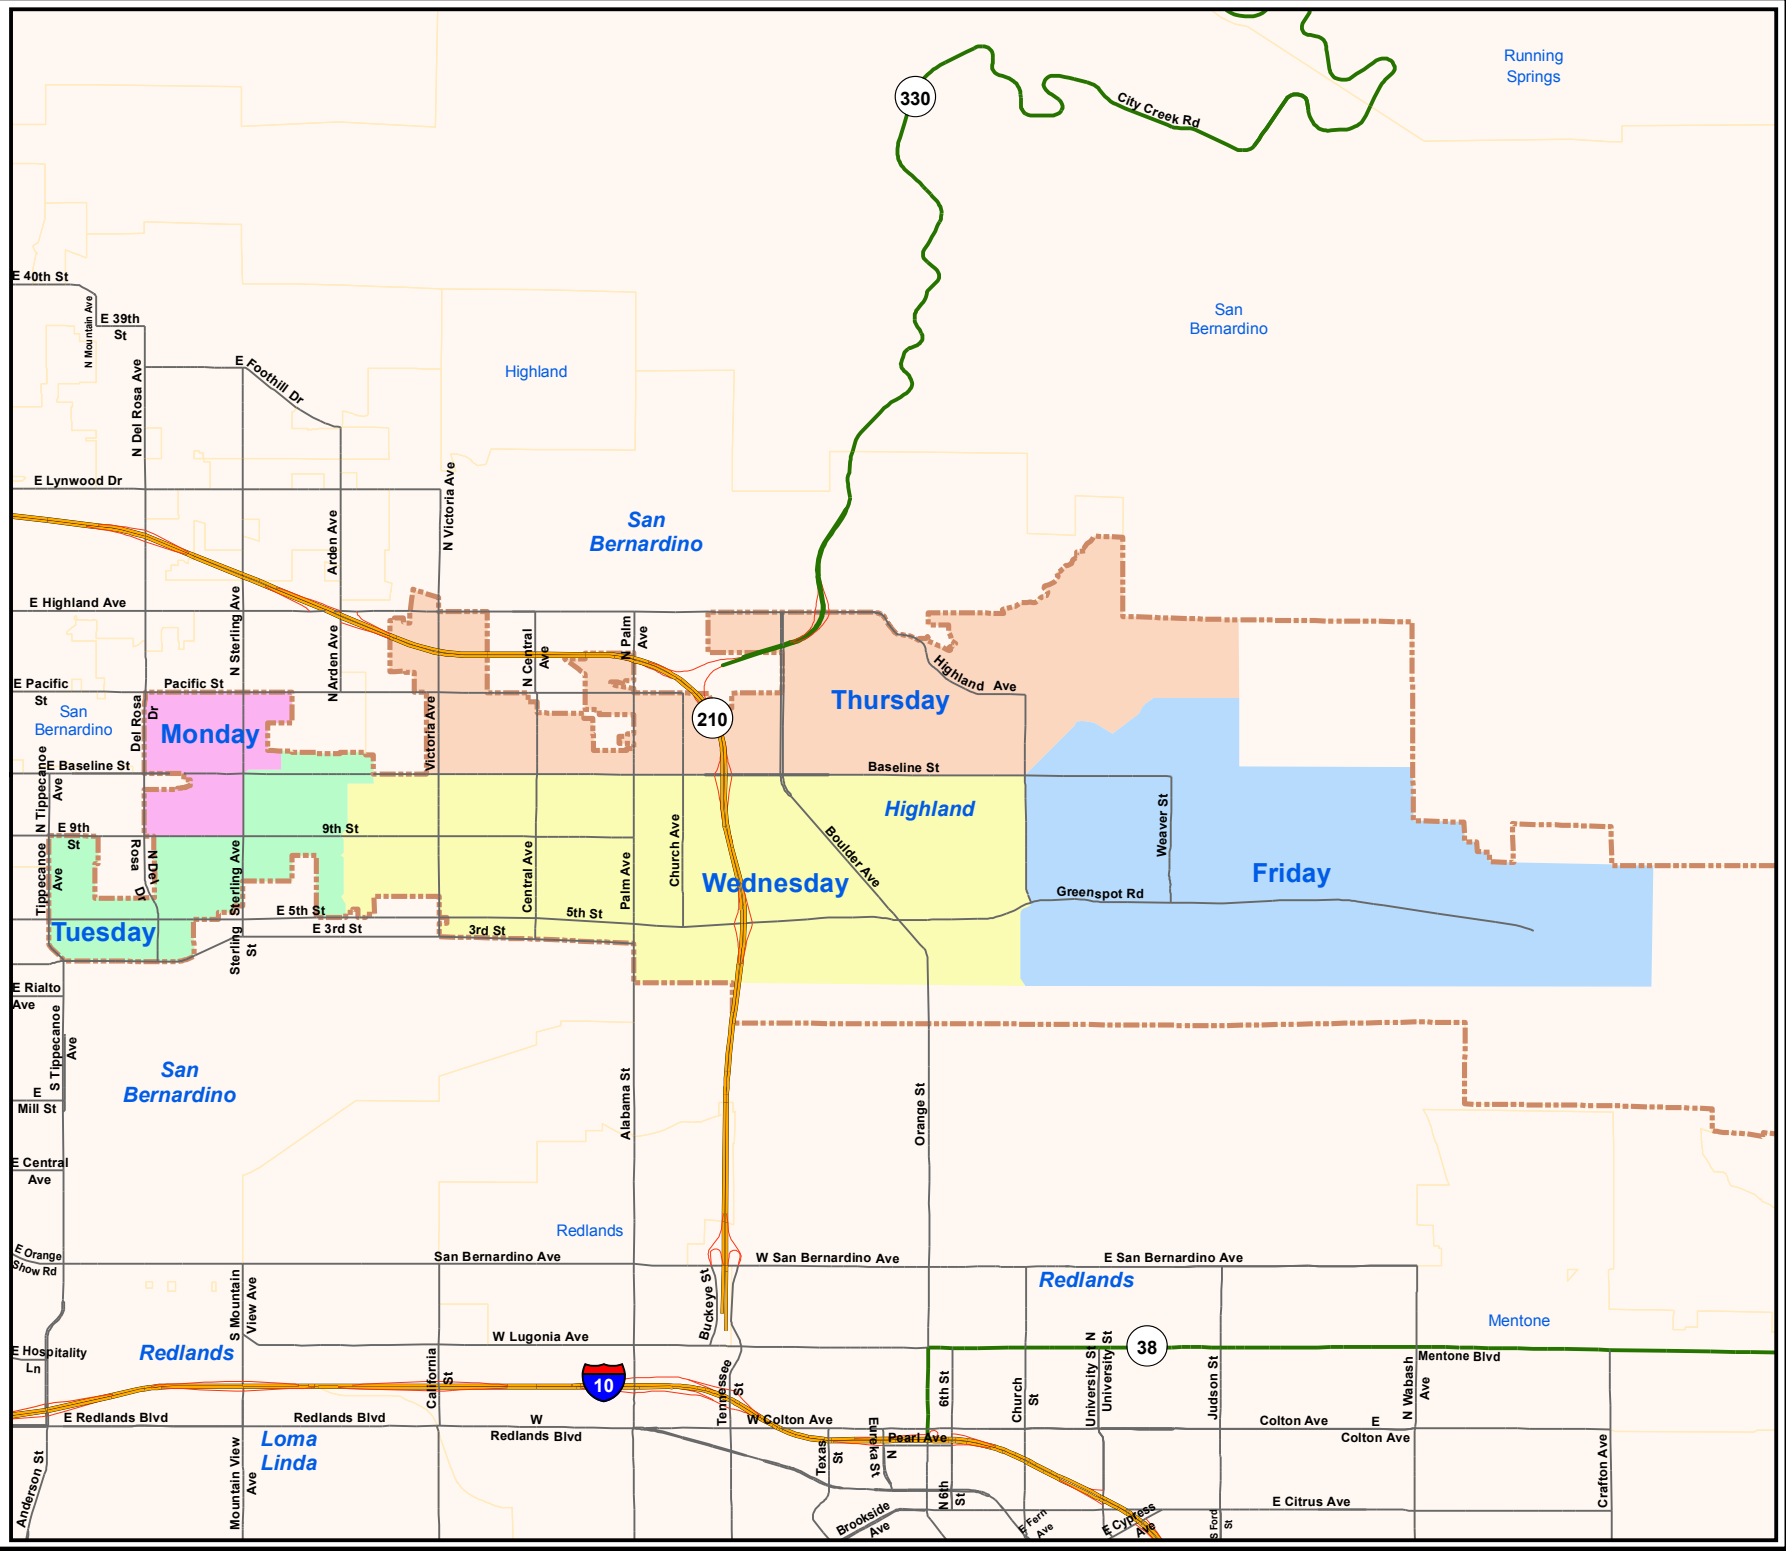 Running
Springs
330
City Creek Rd
E 40th St
N Mountain Ave
E 39th
St
San
Bernardino
E Foothill Dr
Highland
N Del Rosa Ave
E Lynwood Dr
N Victoria Ave
Arden Ave
San
Bernardino
E Highland Ave
N Sterling Ave
N Arden Ave
N Central
Ave
N Palm
Ave
Highland Ave
E Pacific
St
Pacific St
San
Bernardino
Del Rosa
Dr
Monday
Victoria Ave
210
Thursday
E Baseline St
Baseline St
N Tippecanoe
Ave
Highland
Weaver St
E 9th
St
9th St
Church Ave
Boulder Ave
Tippecanoe
Ave
N Del
Rosa
Dr
Sterling Ave
Central Ave
Palm Ave
Wednesday
Friday
Greenspot Rd
E 5th St
5th St
Tuesday
E 3rd St
3rd St
Sterling
St
E Rialto
Ave
S Tippecanoe
Ave
San
Bernardino
E
Mill St
Alabama St
Orange St
E Central
Ave
Redlands
E Orange
Show Rd
San Bernardino Ave
W San Bernardino Ave
E San Bernardino Ave
Redlands
S Mountain
View Ave
Buckeye St
Mentone
W Lugonia Ave
E Hospitality
Ln
Redlands
38
Mentone Blvd
California
St
10
Tennessee
St
6th St
Church
St
N
University St
University St
Judson St
N Wabash
Ave
E Redlands Blvd
Redlands Blvd
W
Redlands Blvd
W Colton Ave
Colton Ave
E
Colton Ave
Loma
Linda
Pearl Ave
Eureka St
N
Texas
St
Anderson St
Mountain View
Ave
N 6th
St
Crafton Ave
Brookside
Ave
E Fern
Ave
E Cypress
Ave
S Ford
St
E Citrus Ave